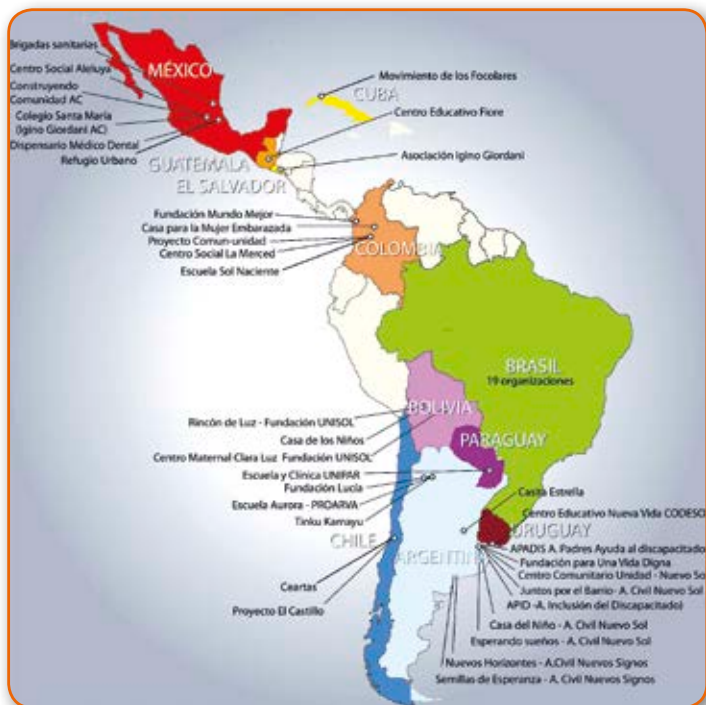 Brigadas sanitarias
MÉXICO
Centro Social Aleluya
Construyendo
Comunidad AC
Colegio Santa María
(Igino Giordani AC)
Dispensario Médico Dental
Refugio Urbano
Movimiento de los Focolares
CUBA
Centro Educativo Fiore
GUATEMALA
EL SALVADOR
Asociación Igino Giordani
Fundación Mundo Mejor
Casa para la Mujer Embarazada
Proyecto Comun-unidad
Centro Social La Merced
COLOMBIA
Escuela Sol Naciente
BRASIL
19 organizaciones
BOLIVIA
Rincón de Luz - Fundación UNISOL
Casa de los Niños
Centro Maternal Clara Luz Fundación UNISOL
PARAGUAY
Escuela y Clínica UNIPAR
Fundación Lucía
Escuela Aurora - PROARVA
Tinku Kamayu
Casita Estrella
Centro Educativo Nueva Vida CODESO
URUGUAY
CHILE
ARGENTIN
APADIS A. Padres Ayuda al discapacitado
Fundación para Una Vida Digna
Centro Comunitario Unidad - Nuevo So
Juntos por el Barrio- A. Civil Nuevo Sol
APID -A. Inclusión del Discapacitado)
Ceartas
Proyecto El Castillo
Casa del Niño - A. Civil Nuevo Sol
Esperando sueños - A. Civil Nuevo Sol
Nuevos Horizontes - A.Civil Nuevos Signos
Semillas de Esperanza - A. Civil Nuevos Signos